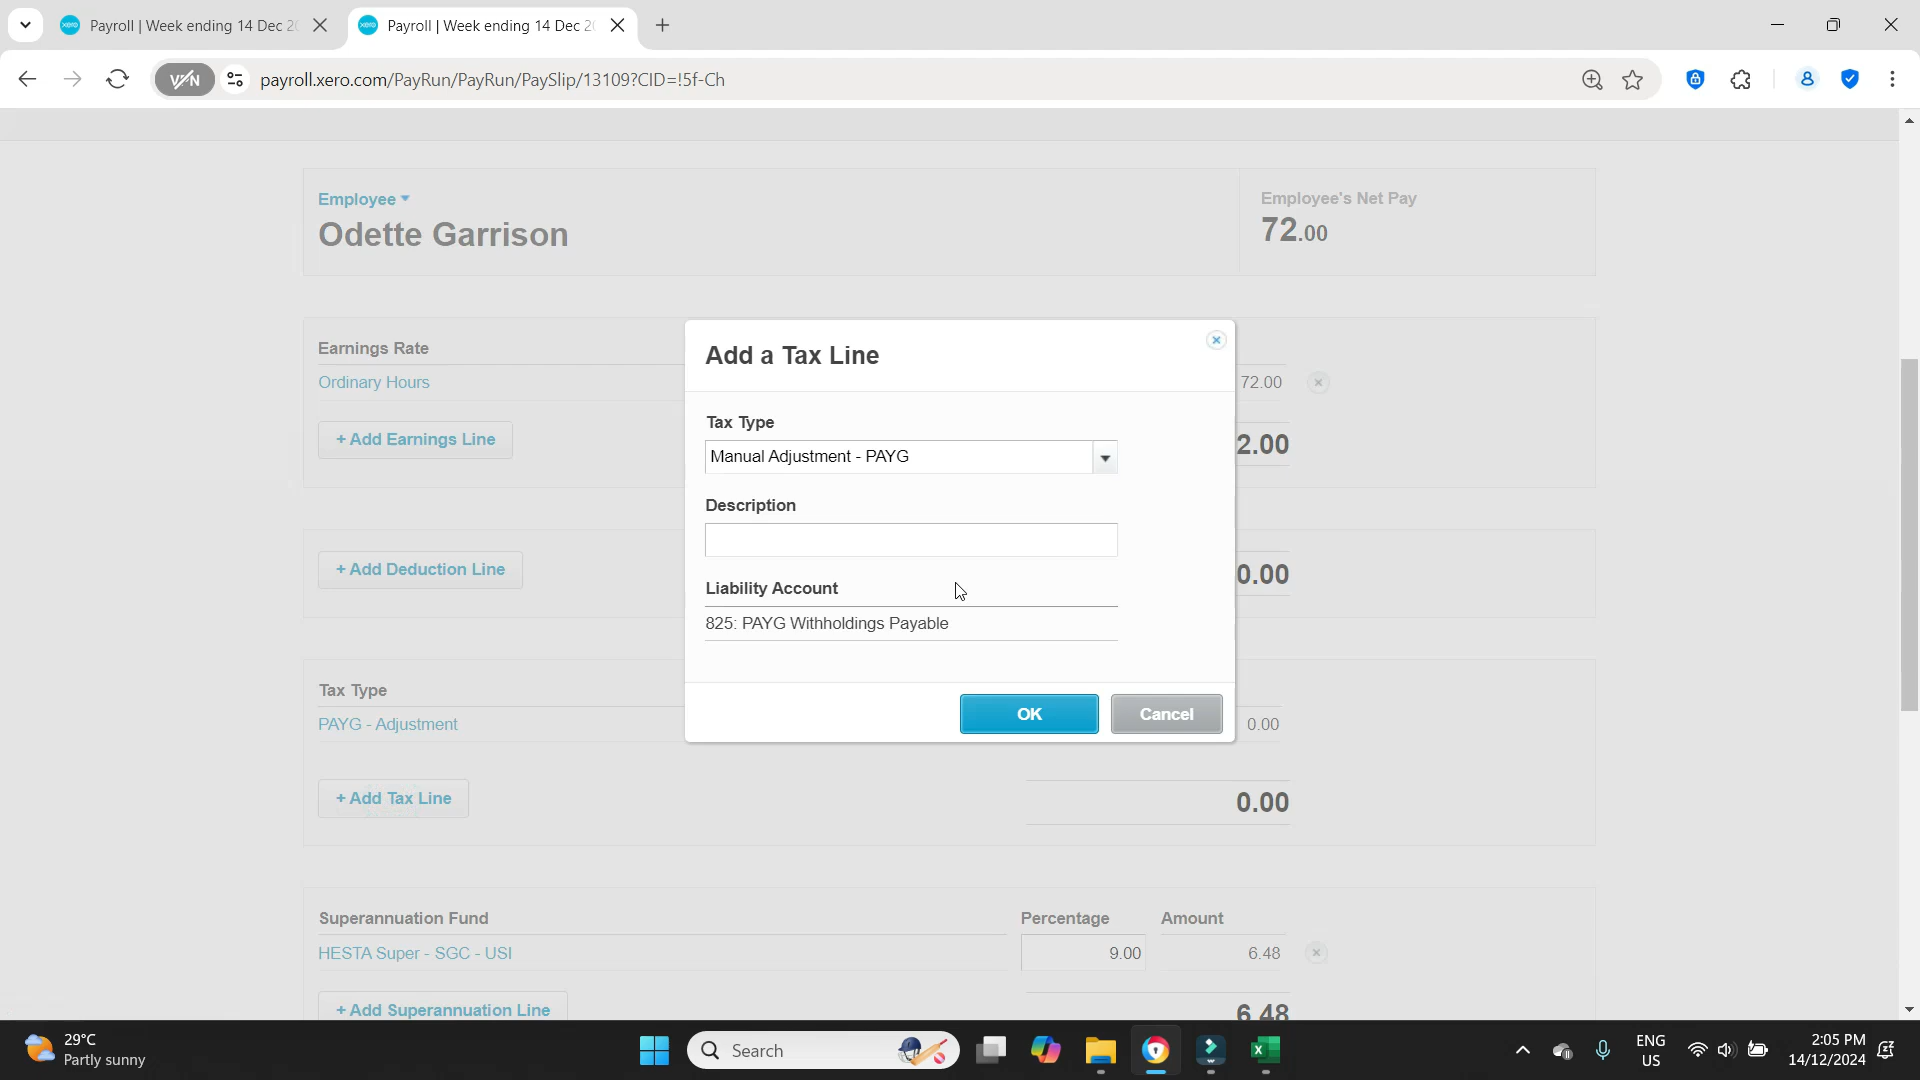 Payroll | Week ending 14 Dec 20
Payroll | Week ending 14 Dec 20
VPN
payroll.xero.com/PayRun/PayRun/PaySlip/13109?CID=!5f-Ch
Employee
Odette Garrison
Employee's Net Pay
72.00
Earnings Rate
Ordinary Hours
72.00
+ Add Earnings Line
2.00
Add a Tax Line
Tax Type
Manual Adjustment - PAYG
Description
Liability Account
825: PAYG Withholdings Payable
OK
Cancel
+ Add Deduction Line
0.00
Tax Type
PAYG - Adjustment
0.00
+ Add Tax Line
0.00
Superannuation Fund
Percentage
Amount
HESTA Super - SGC - USI
9.00
6.48
+ Add Superannuation Line
6.48
29°C
Partly sunny
Search
ENG
US
2:05 PM
14/12/2024